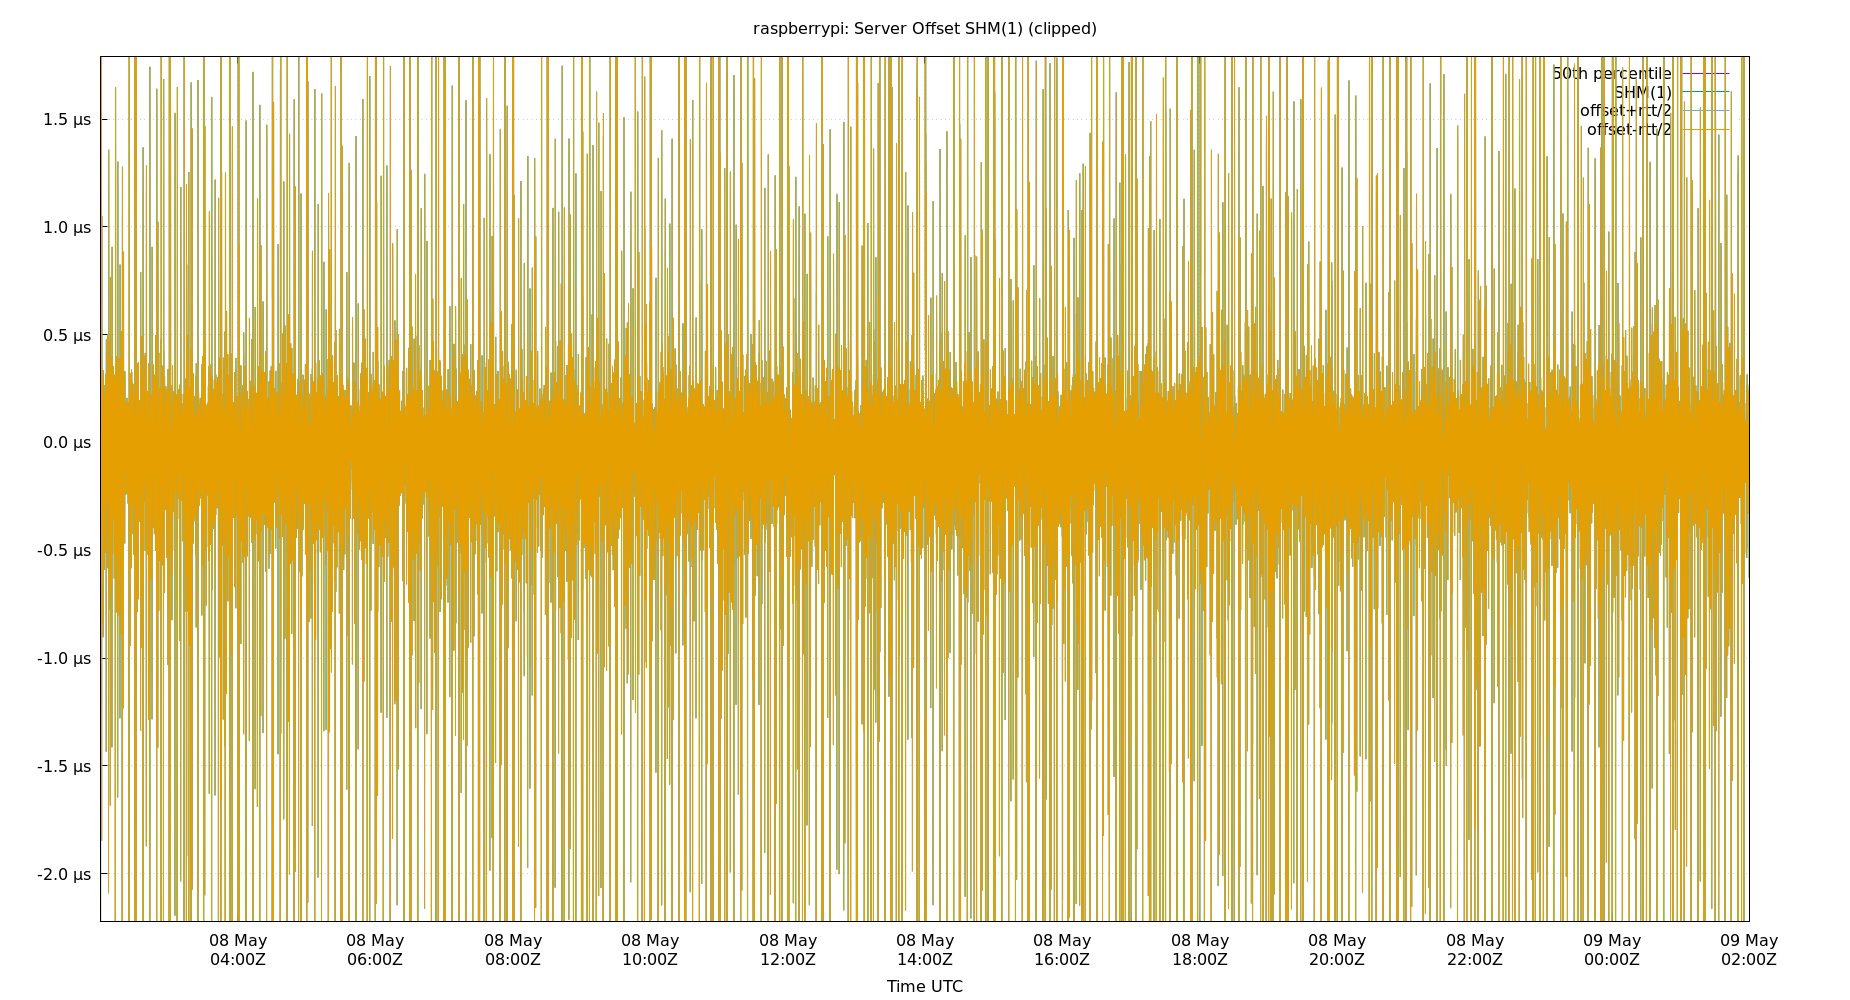 raspberrypi: Server Offset SHM(1) (clipped)
50th percentile
SHM(1)
offset+rtt/2
offset-rtt/2
1.5 µs
1.0 µs
0.5 µs
0.0 µs
-0.5 µs
-1.0 µs
-1.5 µs
-2.0 µs
08 May 08 May 08 May 08 May 08 May 08 May 08 May 08 May 08 May 08 May 09 May 09 May
04:00Z 06:00Z 08:00Z 10:00Z 12:00Z 14:00Z 16:00Z 18:00Z 20:00Z 22:00Z 00:00Z 02:00Z
Time UTC